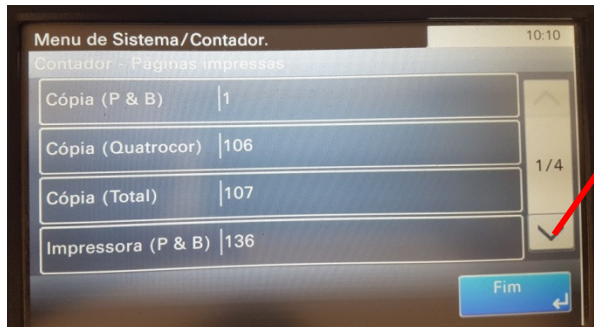 Menu de Sistema/Contador. 10:10
Contador - Páginas impressas
Cópia (P & B) 1
Cópia (Quatrocor) 106
1/4
Cópia (Total) 107
Impressora (P & B) 136
Fim